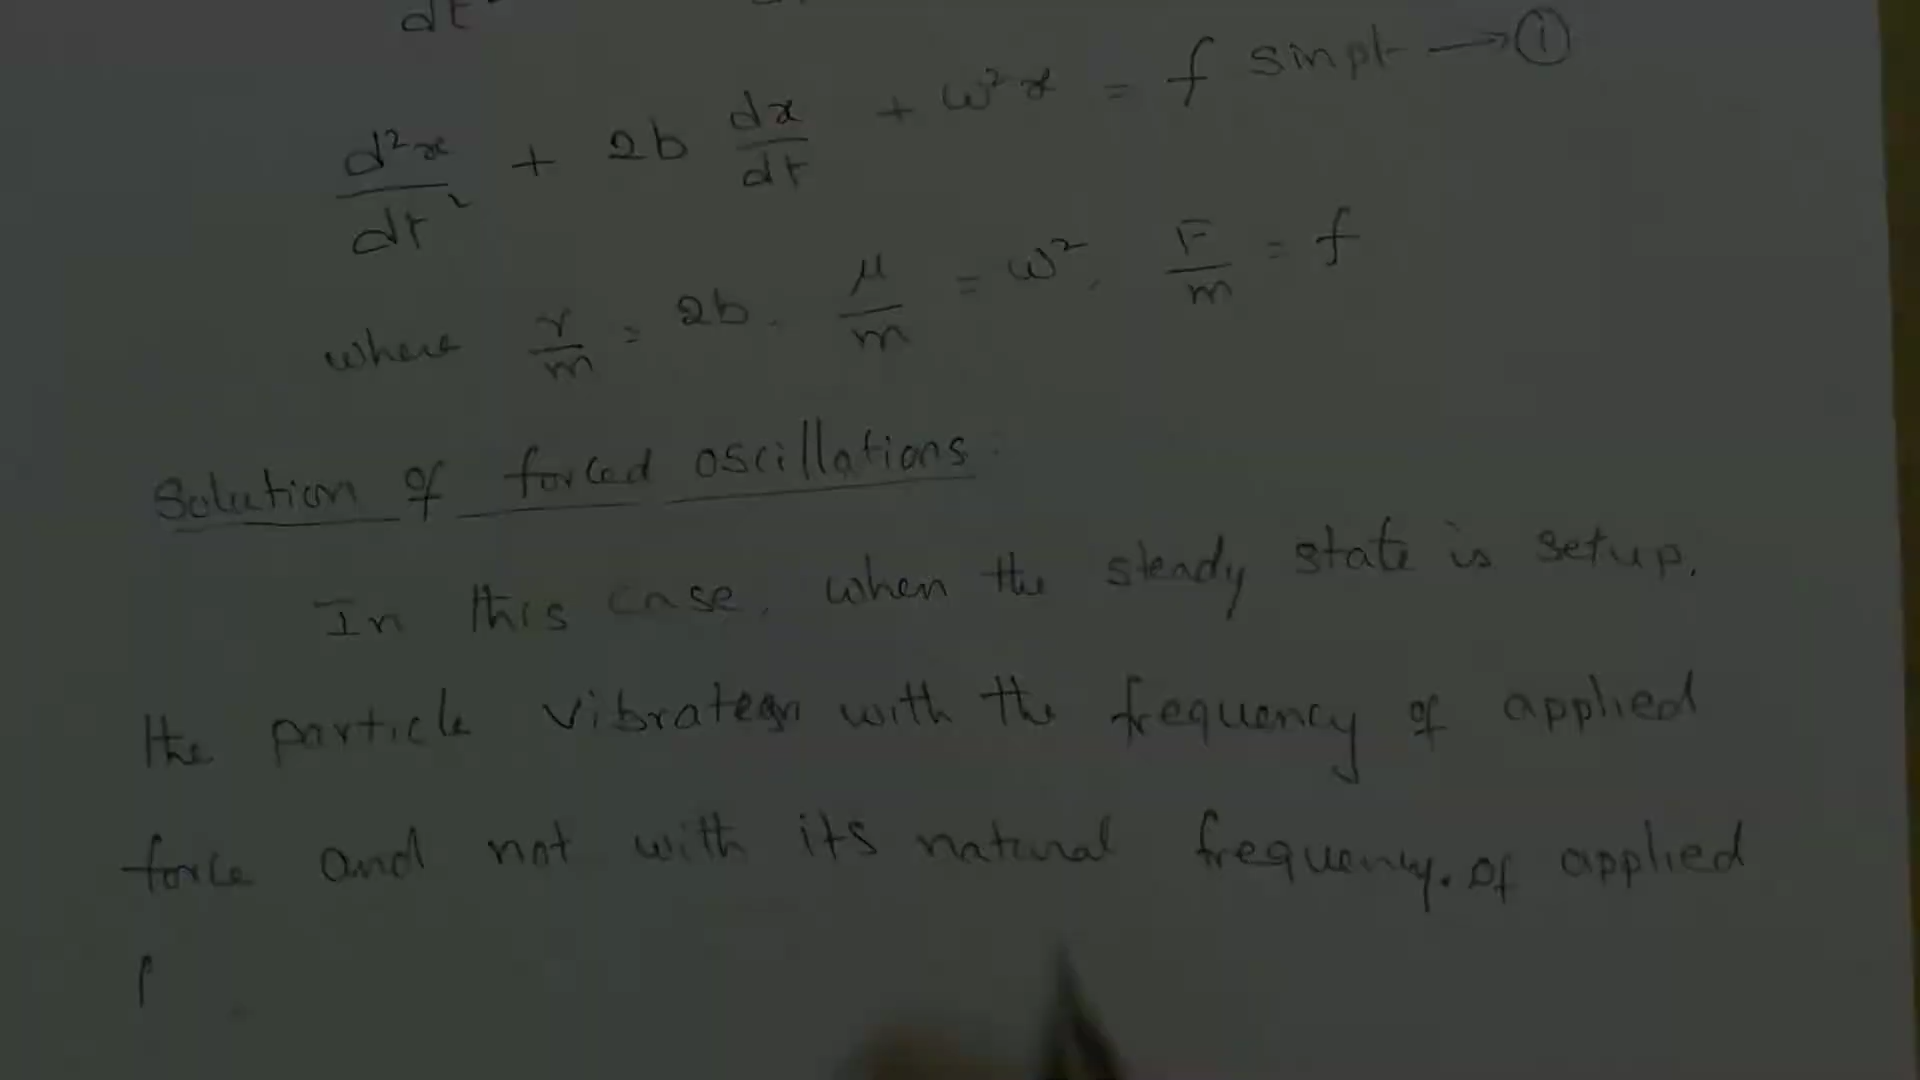 dt
d²x/dt² + 2b dx/dt + ω²x = f sinpt → ①
where r/m = 2b, μ/m = ω², F/m = f
Solution of forced oscillations:
In this case, when the steady state is setup,
the particle vibrates with the frequency of applied
force and not with its natural frequency. of applied